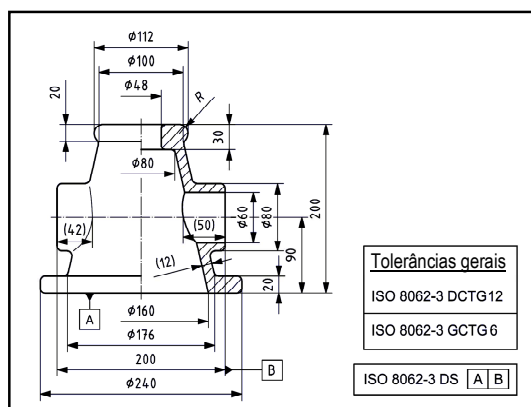 ϕ112
ϕ100
ϕ48
R
20
30
ϕ80
ϕ60
ϕ80
200
(42)
(50)
90
(12)
20
A
ϕ160
ϕ176
200
B
ϕ240
Tolerâncias gerais
ISO 8062-3 DCTG12
ISO 8062-3 GCTG6
ISO 8062-3 DS A B